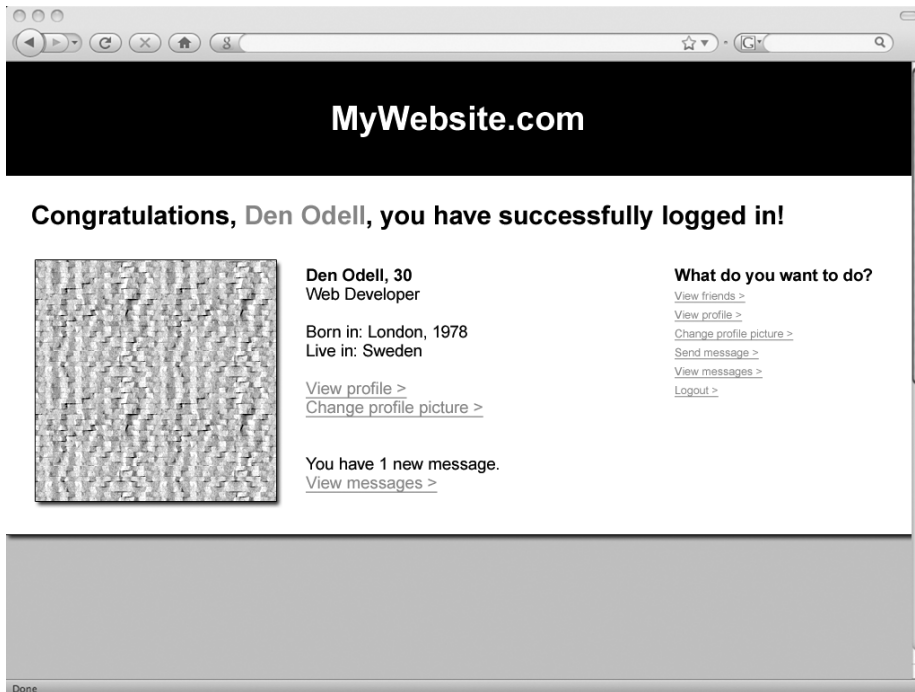 MyWebsite.com
Congratulations, Den Odell, you have successfully logged in!
Den Odell, 30
Web Developer
Born in: London, 1978
Live in: Sweden
View profile >
Change profile picture >
You have 1 new message.
View messages >
What do you want to do?
View friends >
View profile >
Change profile picture >
Send message >
View messages >
Logout >
Done